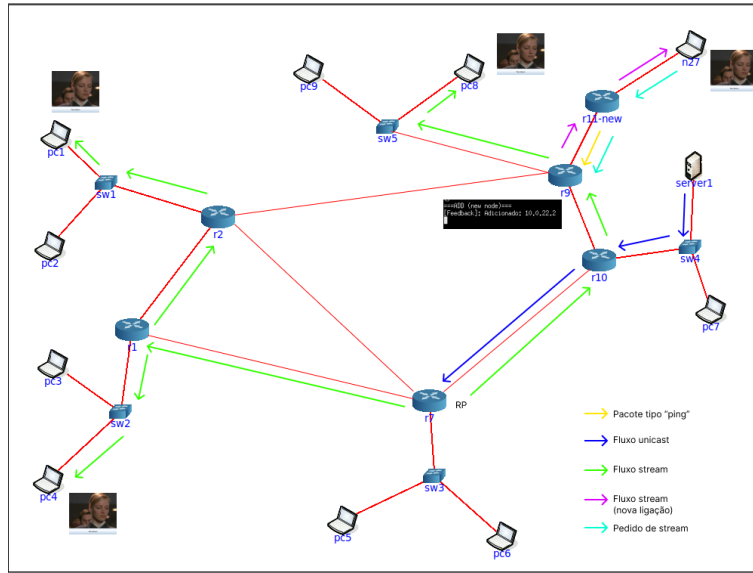 n27
pc9
pc8
r11-new
pc1
sw5
server1
sw1
r9
===ADD (new node)===
[Feedback]: Adicionado: 10.0.22.2
pc2
r2
r10
sw4
pc7
r1
pc3
r7
RP
sw2
pc4
sw3
pc5
pc6
Pacote tipo "ping"
Fluxo unicast
Fluxo stream
Fluxo stream
(nova ligação)
Pedido de stream